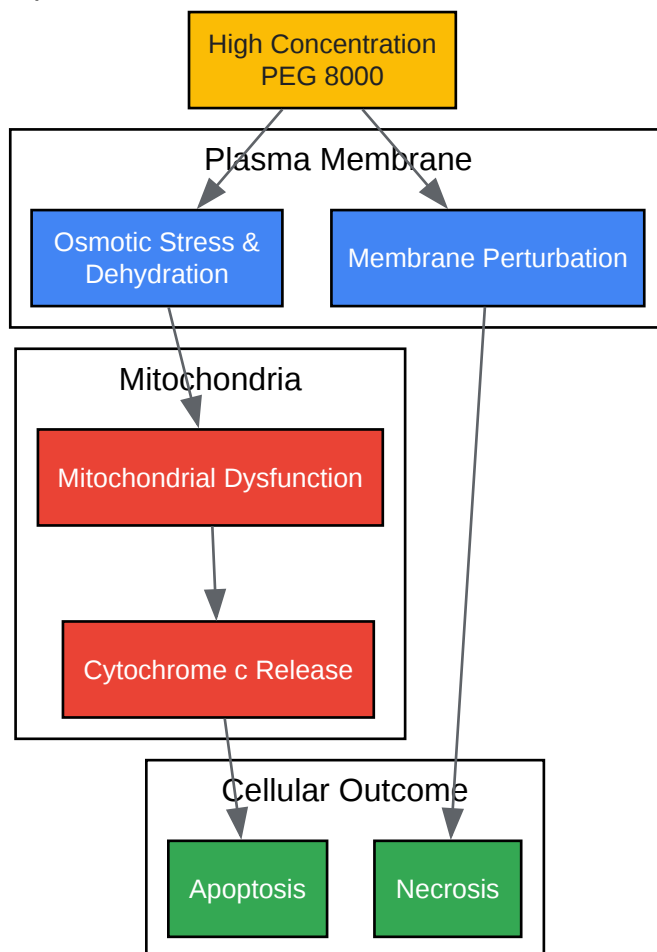 High Concentration
PEG 8000
Plasma Membrane
Osmotic Stress &
Dehydration
Membrane Perturbation
Mitochondria
Mitochondrial Dysfunction
Cytochrome c Release
Cellular Outcome
Apoptosis
Necrosis